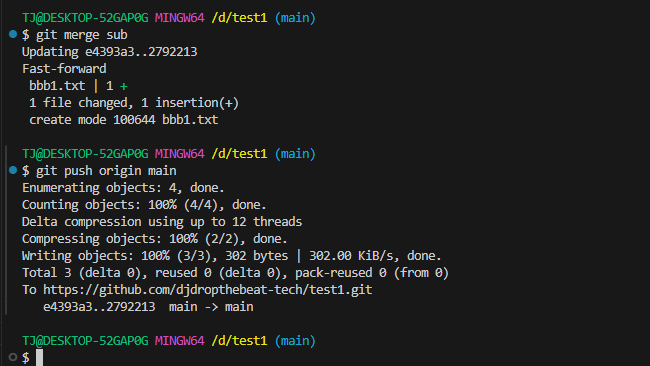 TJ@DESKTOP-52GAP0G MINGW64 /d/test1 (main)
$ git merge sub
Updating e4393a3..2792213
Fast-forward
 bbb1.txt | 1 +
 1 file changed, 1 insertion(+)
 create mode 100644 bbb1.txt
TJ@DESKTOP-52GAP0G MINGW64 /d/test1 (main)
$ git push origin main
Enumerating objects: 4, done.
Counting objects: 100% (4/4), done.
Delta compression using up to 12 threads
Compressing objects: 100% (2/2), done.
Writing objects: 100% (3/3), 302 bytes | 302.00 KiB/s, done.
Total 3 (delta 0), reused 0 (delta 0), pack-reused 0 (from 0)
To https://github.com/djdropthebeat-tech/test1.git
   e4393a3..2792213  main -> main
TJ@DESKTOP-52GAP0G MINGW64 /d/test1 (main)
$